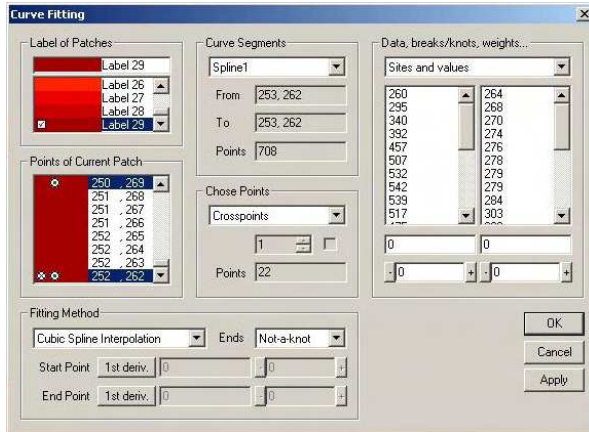 Curve Fitting
Label of Patches
Label 29
Label 26
Label 27
Label 28
Label 29
Points of Current Patch
250 , 269
251 , 268
251 , 267
251 , 266
252 , 265
252 , 264
252 , 263
252 , 262
Curve Segments
Spline1
From 253, 262
To 253, 262
Points 708
Chose Points
Crosspoints
1
Points 22
Data, breaks/knots, weights...
Sites and values
260 264
295 268
340 270
392 274
457 276
507 278
532 279
542 279
539 284
517 303
0 0
- 0 + - 0 +
Fitting Method
Cubic Spline Interpolation Ends Not-a-knot
Start Point 1st deriv. 0 - 0 +
End Point 1st deriv. 0 - 0 +
OK
Cancel
Apply